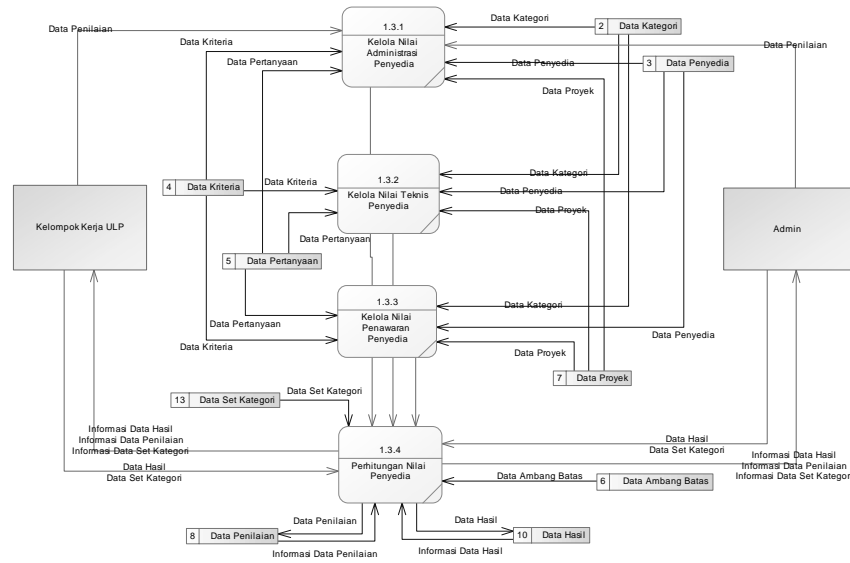 Data Penilaian
1.3.1
Kelola Nilai
Administrasi
Penyedia
Data Kategori
2 Data Kategori
Data Penilaian
Data Kriteria
Data Pertanyaan
Data Penyedia
3 Data Penyedia
Data Proyek
1.3.2
Kelola Nilai Teknis
Penyedia
Data Kategori
4 Data Kriteria
Data Kriteria
Data Penyedia
Data Proyek
Kelompok Kerja ULP
Admin
Data Pertanyaan
5 Data Pertanyaan
1.3.3
Kelola Nilai
Penawaran
Penyedia
Data Kategori
Data Pertanyaan
Data Kriteria
Data Penyedia
Data Proyek
7 Data Proyek
13 Data Set Kategori
Data Set Kategori
Informasi Data Hasil
Informasi Data Penilaian
Informasi Data Set Kategori
Data Hasil
Data Set Kategori
1.3.4
Perhitungan Nilai
Penyedia
Data Hasil
Data Set Kategori
Informasi Data Hasil
Informasi Data Penilaian
Informasi Data Set Kategor
Data Ambang Batas
6 Data Ambang Batas
Data Penilaian
8 Data Penilaian
Informasi Data Penilaian
Data Hasil
10 Data Hasil
Informasi Data Hasil